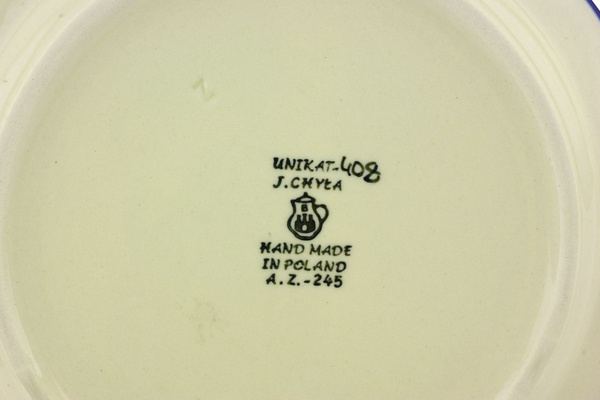 UNIKAT-408
J.CHYŁA
B
HAND MADE
IN POLAND
A.Z.-245